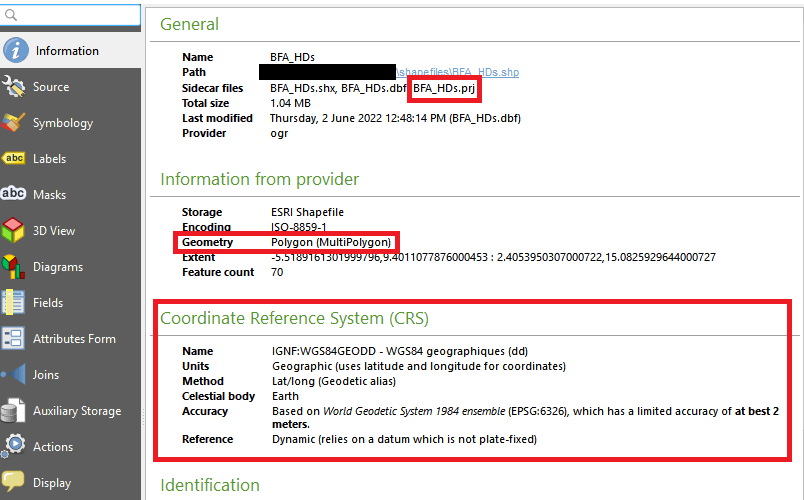 General
Information
Name BFA_HDs
Path \shapefiles\BFA_HDs.shp
Source
Sidecar files BFA_HDs.shx, BFA_HDs.dbf, BFA_HDs.prj
Total size 1.04 MB
Last modified Thursday, 2 June 2022 12:48:14 PM (BFA_HDs.dbf)
Symbology
Provider ogr
abc Labels
Information from provider
abc Masks
Storage ESRI Shapefile
Encoding ISO-8859-1
3D View
Geometry Polygon (MultiPolygon)
Extent -5.5189161301999796,9.4011077876000453 : 2.4053950307000722,15.0825929644000727
Diagrams
Feature count 70
Fields
Coordinate Reference System (CRS)
Attributes Form
Name IGNF:WGS84GEODD - WGS84 geographiques (dd)
Units Geographic (uses latitude and longitude for coordinates)
Joins
Method Lat/long (Geodetic alias)
Celestial body Earth
Auxiliary Storage
Accuracy Based on World Geodetic System 1984 ensemble (EPSG:6326), which has a limited accuracy of at best 2
meters.
Reference Dynamic (relies on a datum which is not plate-fixed)
Actions
Display
Identification